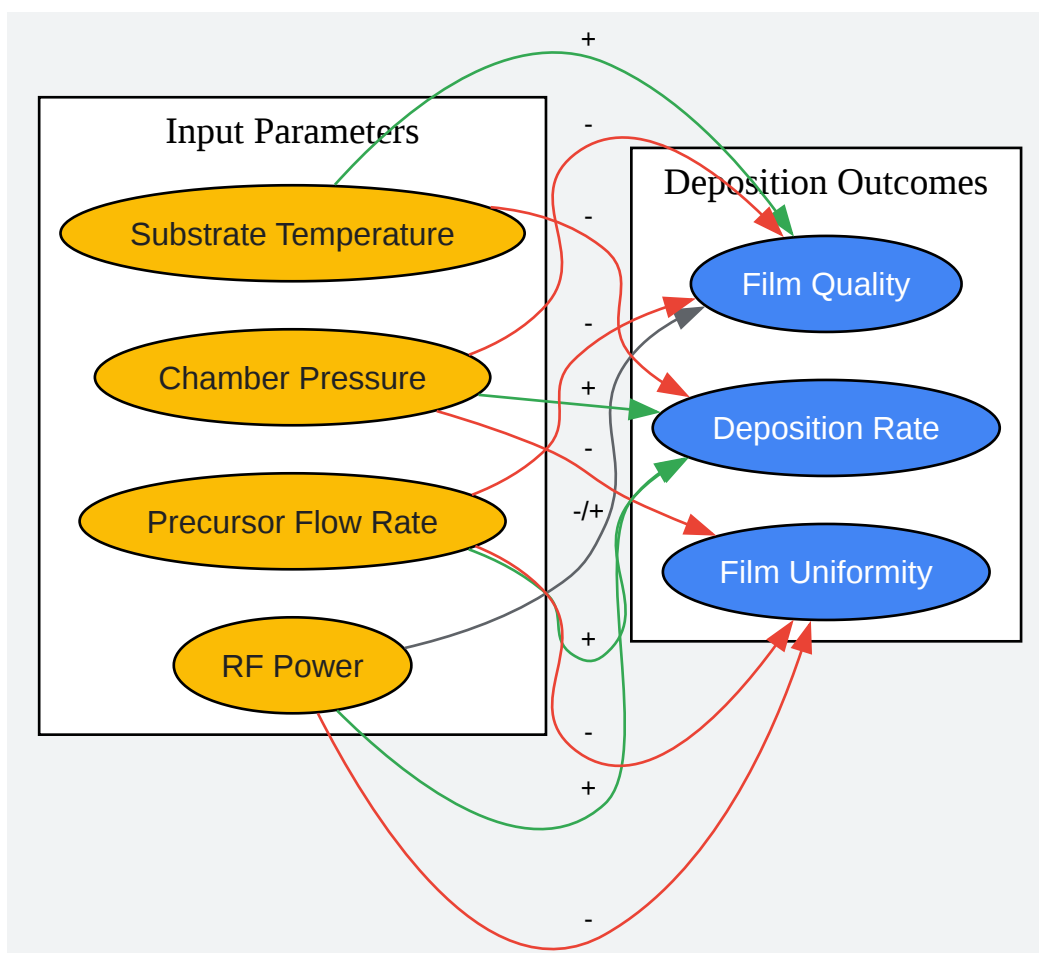 Input Parameters
Substrate Temperature
Chamber Pressure
Precursor Flow Rate
RF Power
+
-
-
-
+
-
-/+
+
-
+
-
Deposition Outcomes
Film Quality
Deposition Rate
Film Uniformity